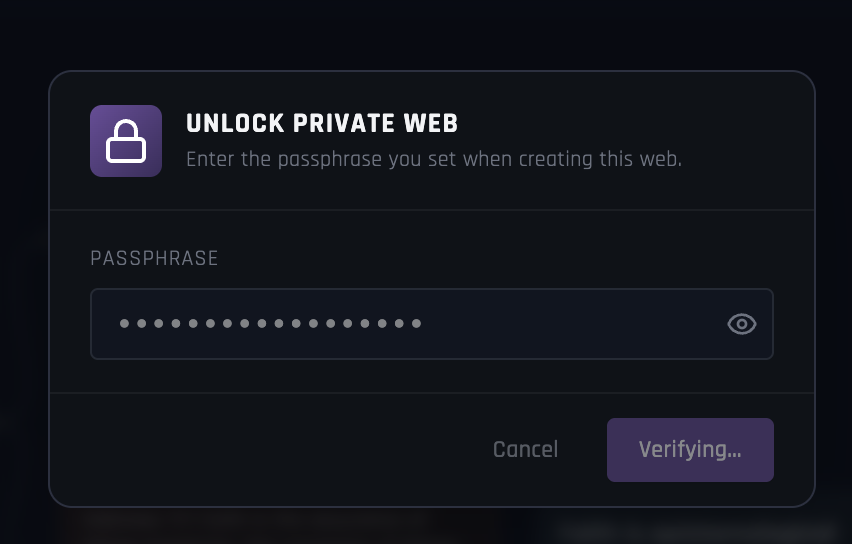 UNLOCK PRIVATE WEB
Enter the passphrase you set when creating this web.
PASSPHRASE
••••••••••••••••••
Cancel
Verifying...